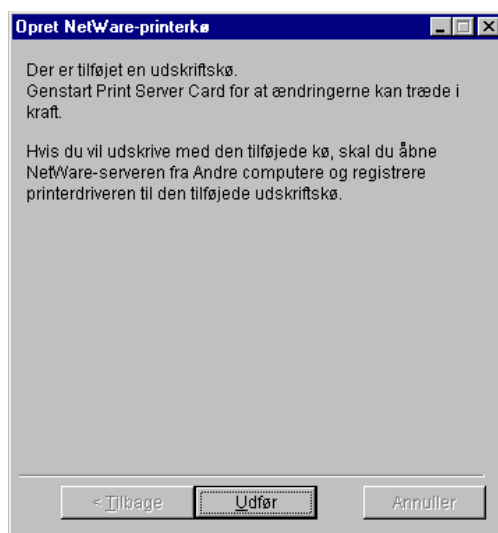 Opret NetWare-printerkø
Der er tilføjet en udskriftskø.
Genstart Print Server Card for at ændringerne kan træde i
kraft.
Hvis du vil udskrive med den tilføjede kø, skal du åbne
NetWare-serveren fra Andre computere og registrere
printerdriveren til den tilføjede udskriftskø.
< Tilbage
Udfør
Annuller